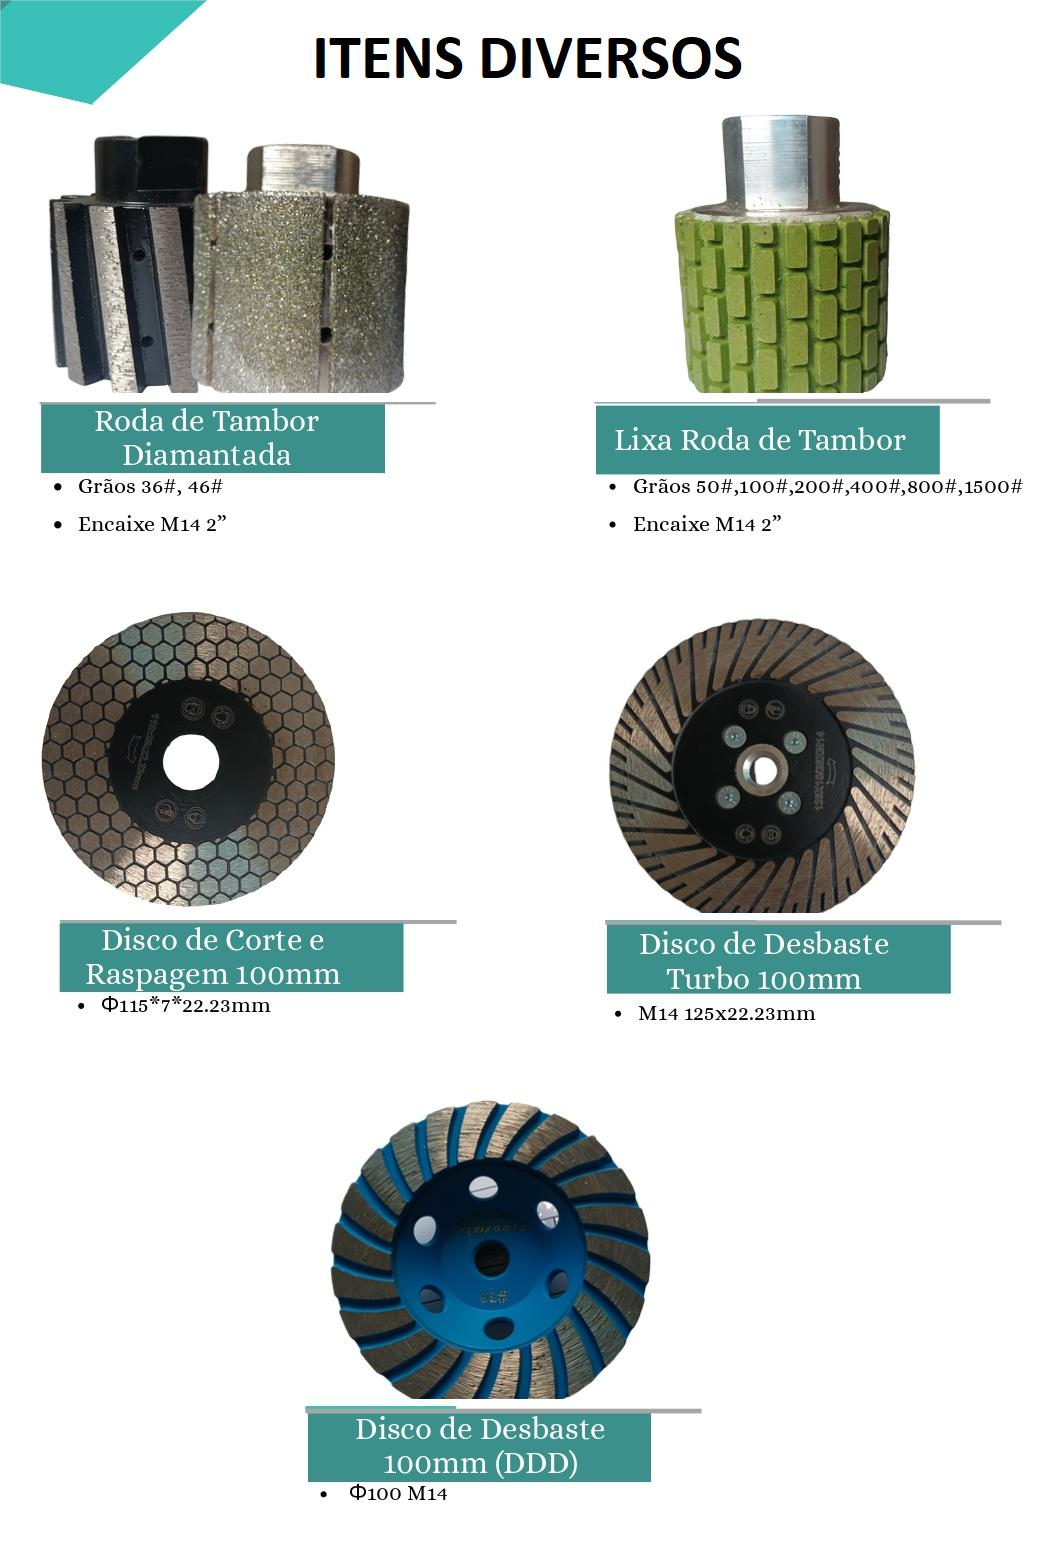 ITENS DIVERSOS
Roda de Tambor
Diamantada
• Grãos 36#, 46#
• Encaixe M14 2”
Lixa Roda de Tambor
• Grãos 50#,100#,200#,400#,800#,1500#
• Encaixe M14 2”
Disco de Corte e
Raspagem 100mm
• Φ115*7*22.23mm
Disco de Desbaste
Turbo 100mm
• M14 125x22.23mm
Disco de Desbaste
100mm (DDD)
• Φ100 M14